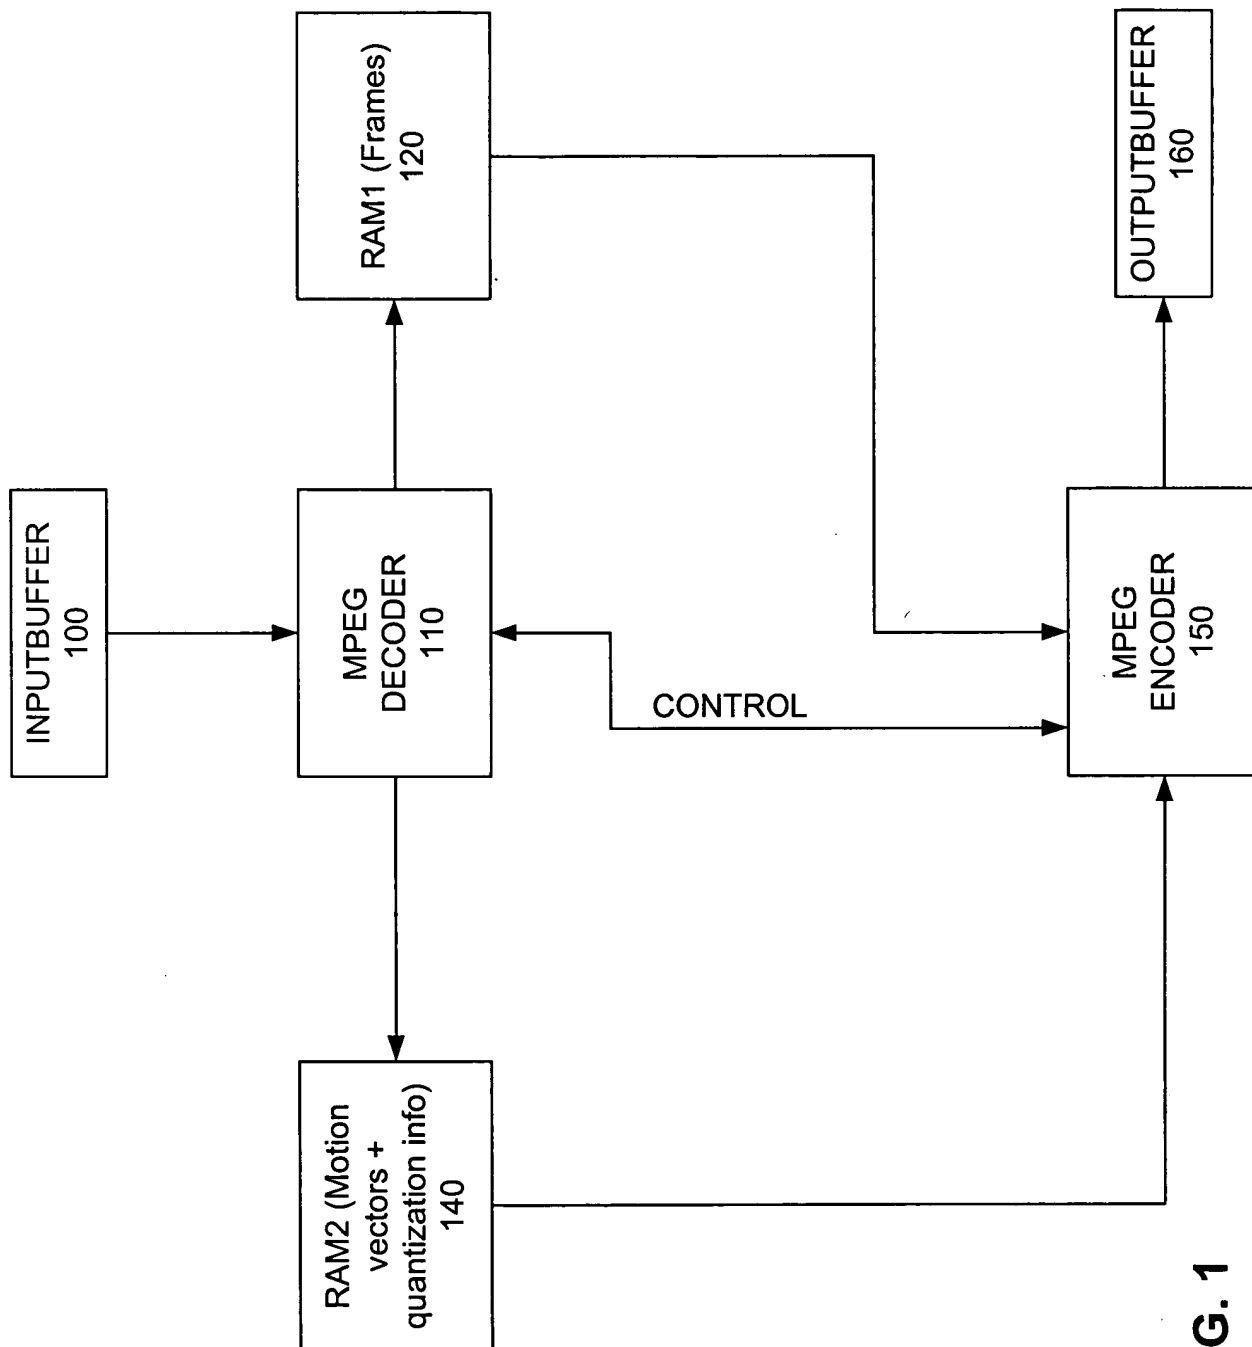 INPUTBUFFER
100
RAM2 (Motion
vectors +
quantization info)
140
MPEG
DECODER
110
RAM1 (Frames)
120
CONTROL
MPEG
ENCODER
150
OUTPUTBUFFER
160
G. 1